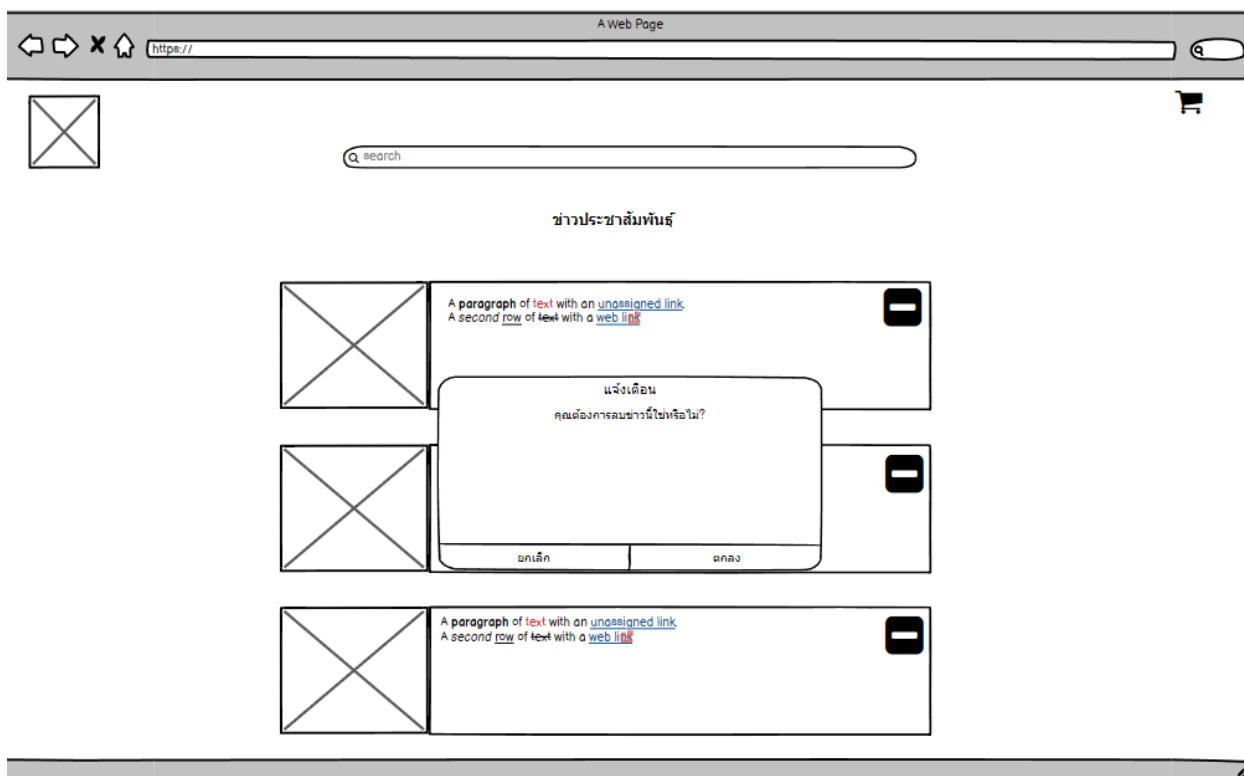 A Web Page
https://
search
ข่าวประชาสัมพันธุ์
A paragraph of text with an unassigned link.
A second row of text with a web link
แจ้งเตือน
คุณต้องการลบข่าวนี้ใช่หรือไม่?
ยกเลิก
ตกลง
A paragraph of text with an unassigned link.
A second row of text with a web link